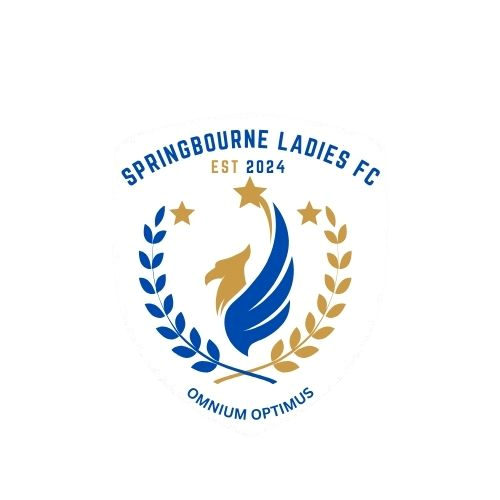 SPRINGBOURNE LADIES FC
EST 2024
OMNIUM OPTIMUS